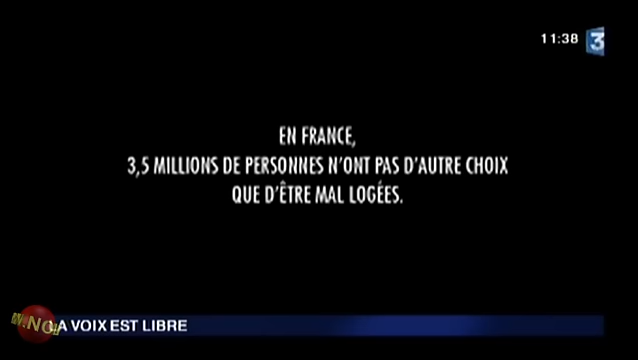 11:38 3
EN FRANCE,
3,5 MILLIONS DE PERSONNES N'ONT PAS D'AUTRE CHOIX
QUE D'ÊTRE MAL LOGÉES.
LA VOIX EST LIBRE